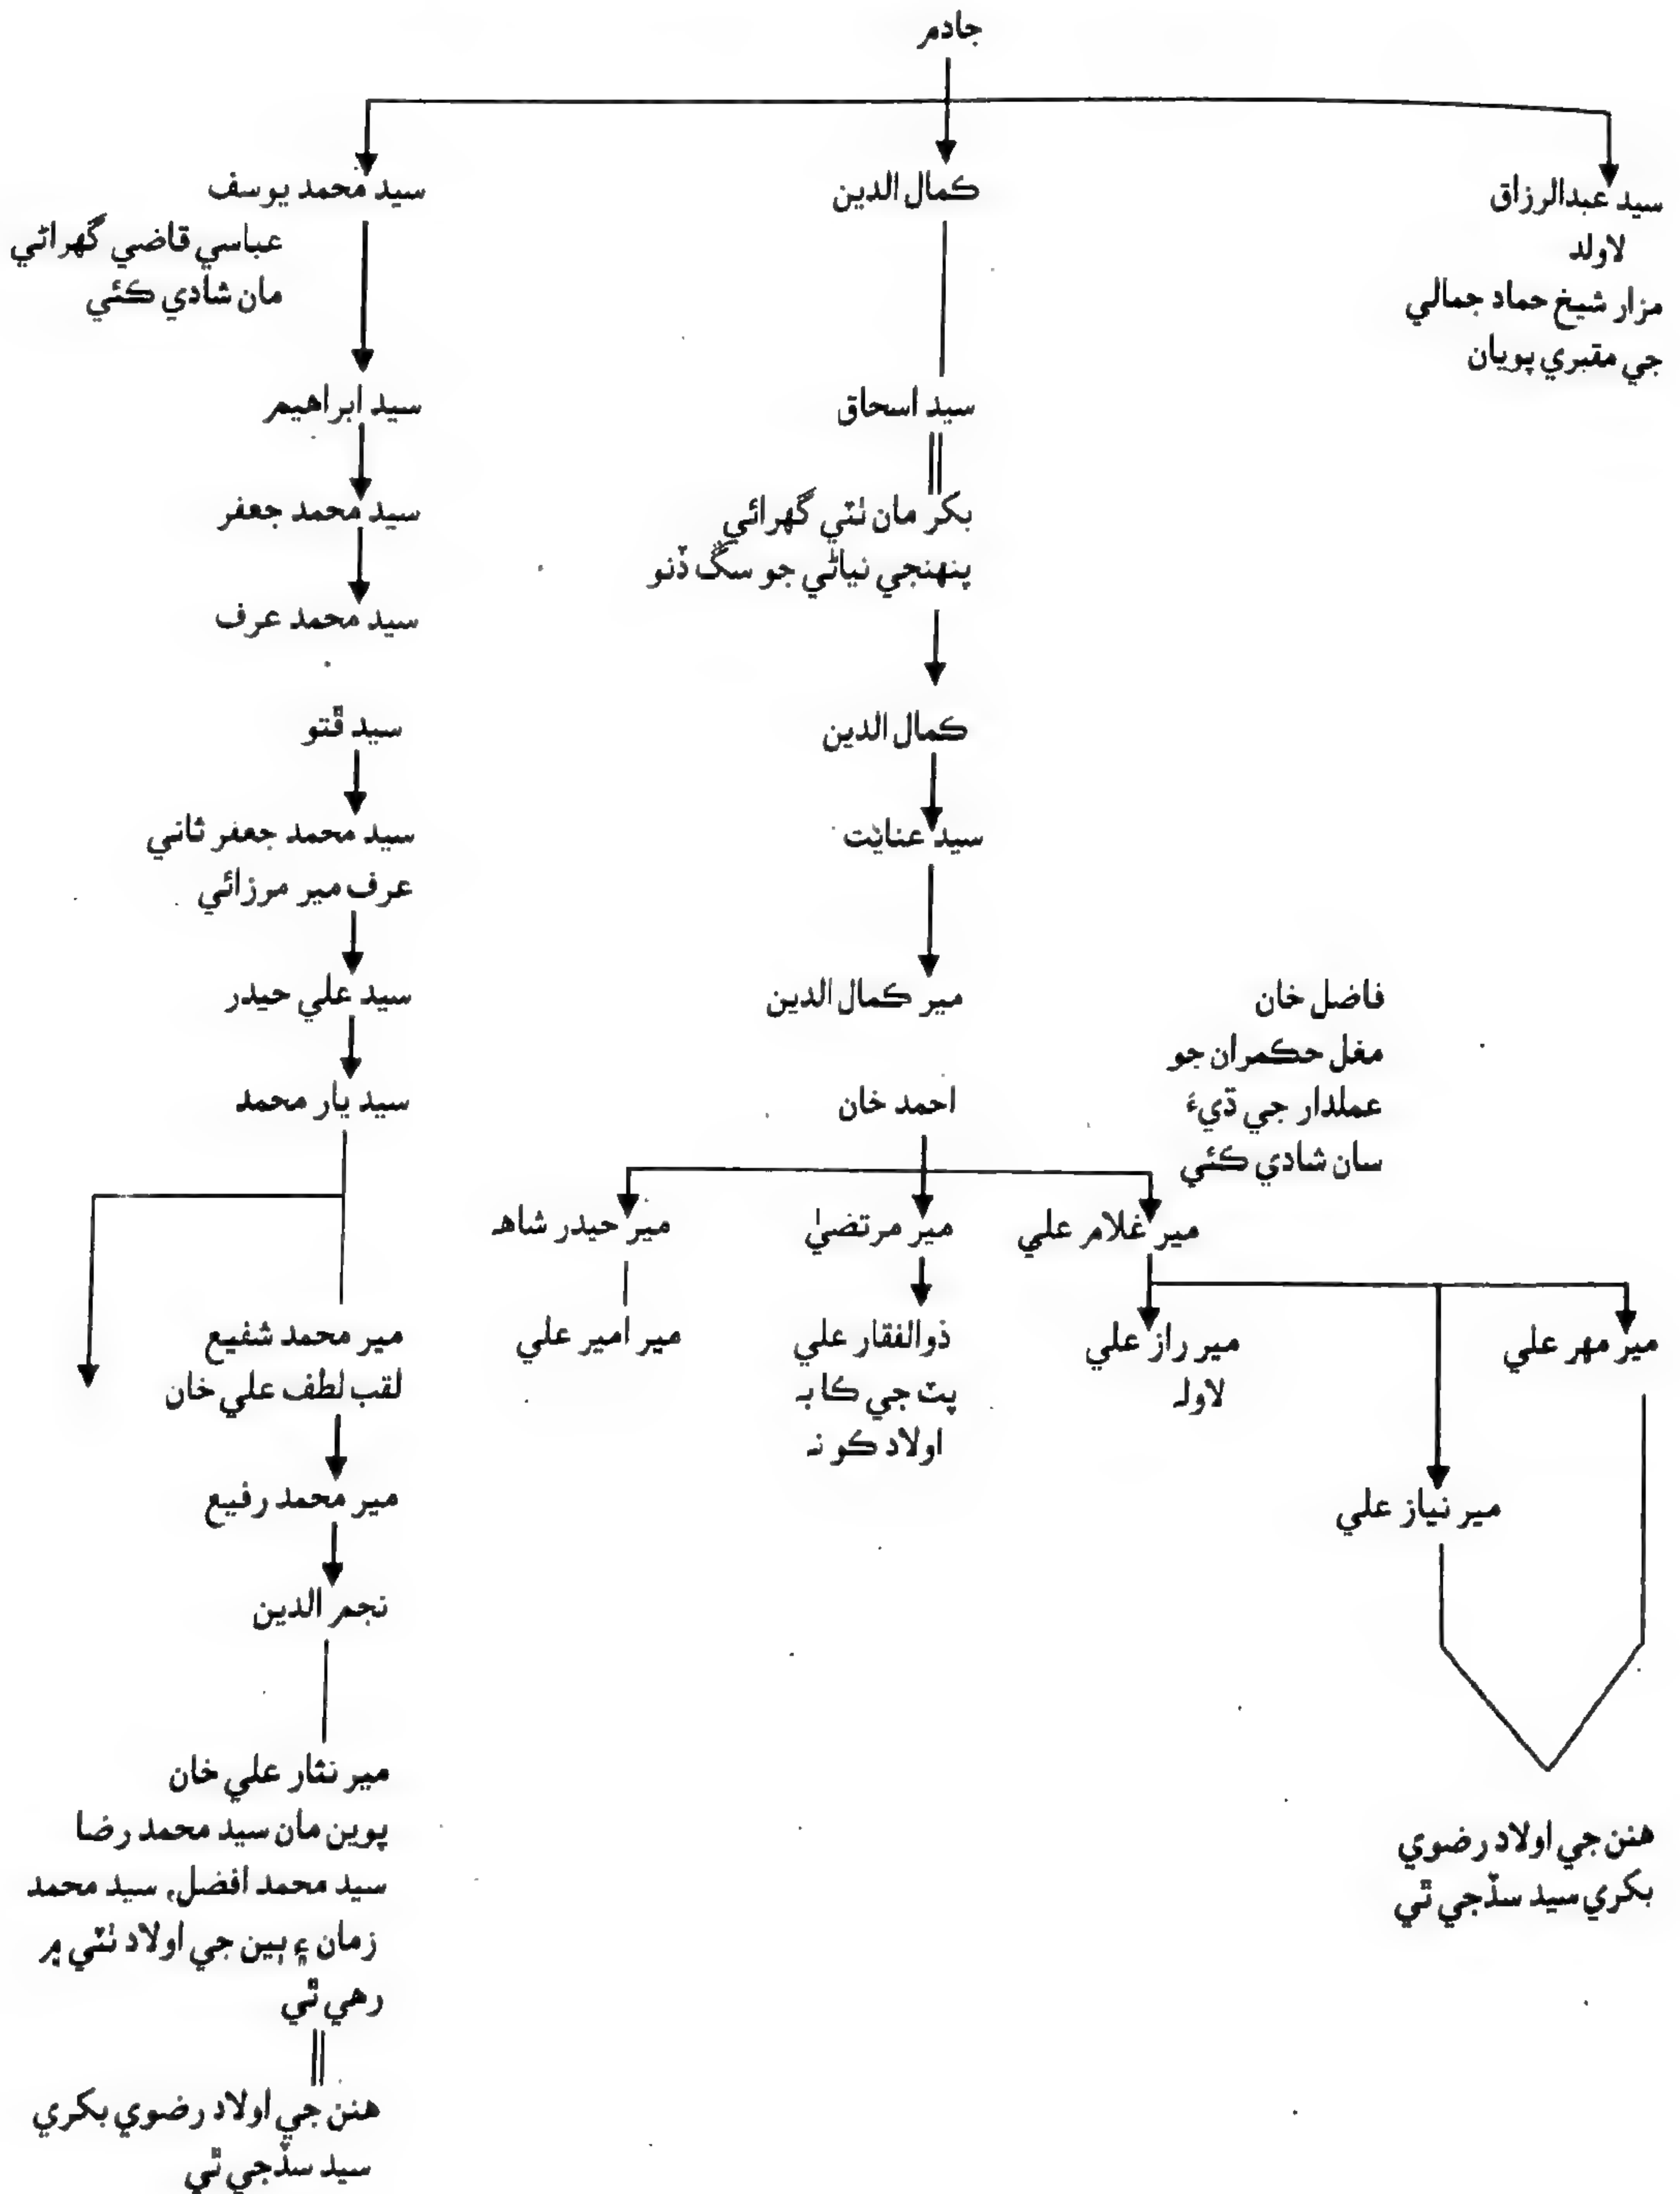 جادم
سيد عبدالرزاق
لاولد
مزار شيخ حماد جمالي
جي مقبري پويان
ڪمال الدين
سيد محمد يوسف
عباسي قاضي گهراڻي
مان شادي ڪئي
سيد اسحاق
بکر مان ٺٽي گهرائي
پنهنجي نياڻي جو سڱ ڏنو
ڪمال الدين
سيد عنايت
مير ڪمال الدين
احمد خان
فاضل خان
مغل حڪمران جو
عملدار جي ڌيءَ
سان شادي ڪئي
مير غلام علي
مير مرتضيٰ
مير حيدر شاهه
مير مهر علي
مير راز علي
لاولہ
ذوالفقار علي
پٽ جي ڪا به
اولاد ڪو نه
مير امير علي
مير نياز علي
هنن جي اولاد رضوي
بکري سيد سڏجي ٿي
سيد ابراهيم
سيد محمد جعفر
سيد محمد عرف
سيد ڦتو
سيد محمد جعفر ثاني
عرف مير مرزائي
سيد علي حيدر
سيد يار محمد
مير محمد شفيع
لقب لطف علي خان
مير محمد رفيع
نجم الدين
مير نثار علي خان
پوين مان سيد محمد رضا
سيد محمد افضل، سيد محمد
زمان ۽ ٻين جي اولاد ٺٽي ۾
رهي ٿي
هنن جي اولاد رضوي بکري
سيد سڏجي ٿي